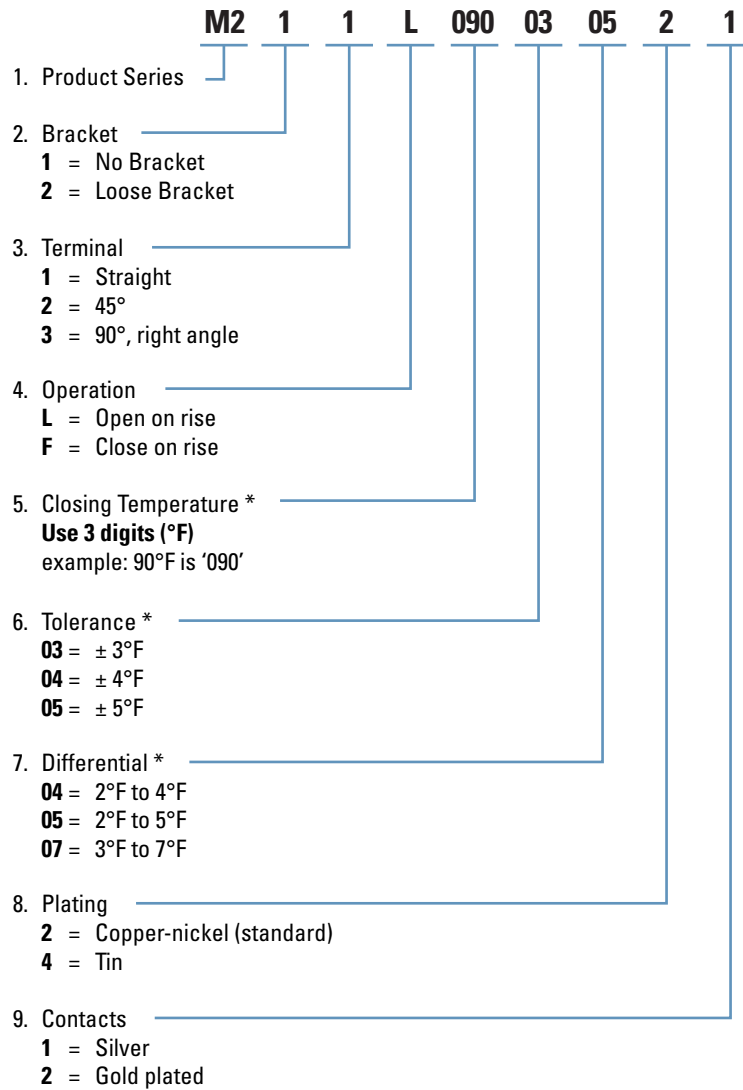 M2 1 1 L 090 03 05 2 1
1. Product Series
2. Bracket
1 = No Bracket
2 = Loose Bracket
3. Terminal
1 = Straight
2 = 45°
3 = 90°, right angle
4. Operation
L = Open on rise
F = Close on rise
5. Closing Temperature *
Use 3 digits (°F)
example: 90°F is ‘090’
6. Tolerance *
03 = ± 3°F
04 = ± 4°F
05 = ± 5°F
7. Differential *
04 = 2°F to 4°F
05 = 2°F to 5°F
07 = 3°F to 7°F
8. Plating
2 = Copper-nickel (standard)
4 = Tin
9. Contacts
1 = Silver
2 = Gold plated